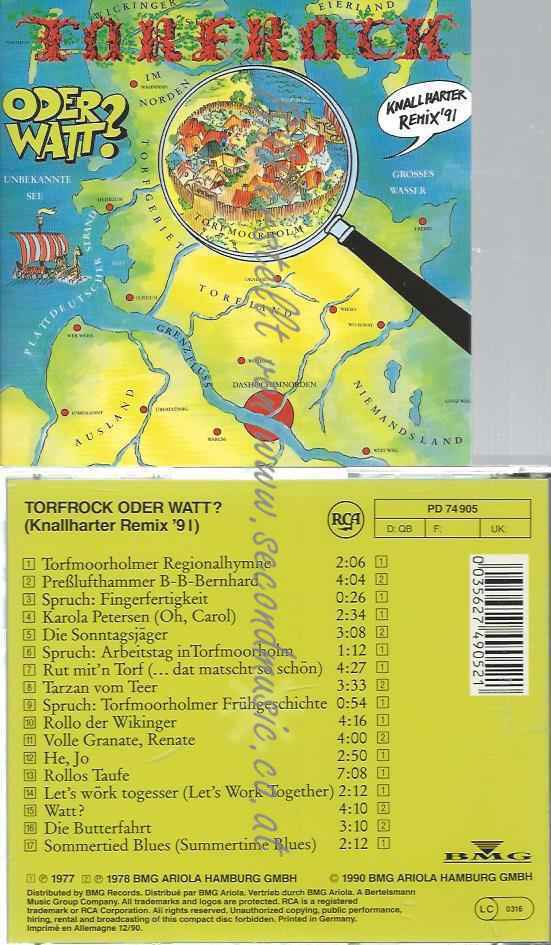 WICKINGER
EIERLAND
TORFROCK
IM
NORDEN
ODER
WATT?
KNALLHARTER
REMIX'91
TORFGEBIET
UNBEKANNTE
SEE
GROSSES
WASSER
TORFMOORHOLM
PLATTDEUTSCHER STRAND
TORFLAND
GRENZFLUSS
DASHOCHIMNORDEN
AUSLAND
NIEMANDSLAND
TORFROCK ODER WATT?
(Knallharter Remix '91)
RCA
PD 74 905
D: QB F: UK:
1 Torfmoorholmer Regionalhymne 2:06 1
2 Preßlufthammer B-B-Bernhard 4:04 2
3 Spruch: Fingerfertigkeit 0:26 1
4 Karola Petersen (Oh, Carol) 2:34 1
5 Die Sonntagsjäger 3:08 2
6 Spruch: Arbeitstag inTorfmoorholm 1:12 1
7 Rut mit'n Torf (... dat matscht so schön) 4:27 1
8 Tarzan vom Teer 3:33 2
9 Spruch: Torfmoorholmer Frühgeschichte 0:54 1
10 Rollo der Wikinger 4:16 1
11 Volle Granate, Renate 4:00 2
12 He, Jo 2:50 1
13 Rollos Taufe 7:08 1
14 Let's wörk togesser (Let's Work Together) 2:12 1
15 Watt? 4:10 2
16 Die Butterfahrt 3:10 2
17 Sommertied Blues (Summertime Blues) 2:12 1
0035627490521
BMG
1 ℗ 1977 2 ℗ 1978 BMG ARIOLA HAMBURG GMBH © 1990 BMG ARIOLA HAMBURG GMBH
Distributed by BMG Records. Distribué par BMG Ariola. Vertrieb durch BMG Ariola. A Bertelsmann
Music Group Company. All trademarks and logos are protected. RCA is a registered
trademark or RCA Corporation. All rights reserved. Unauthorized copying, public performance,
hiring, rental and broadcasting of this compact disc forbidden. Printed in Germany.
Imprimé en Allemagne 12/90.
LC 0316
erstellt von www.secondmusic.co.at